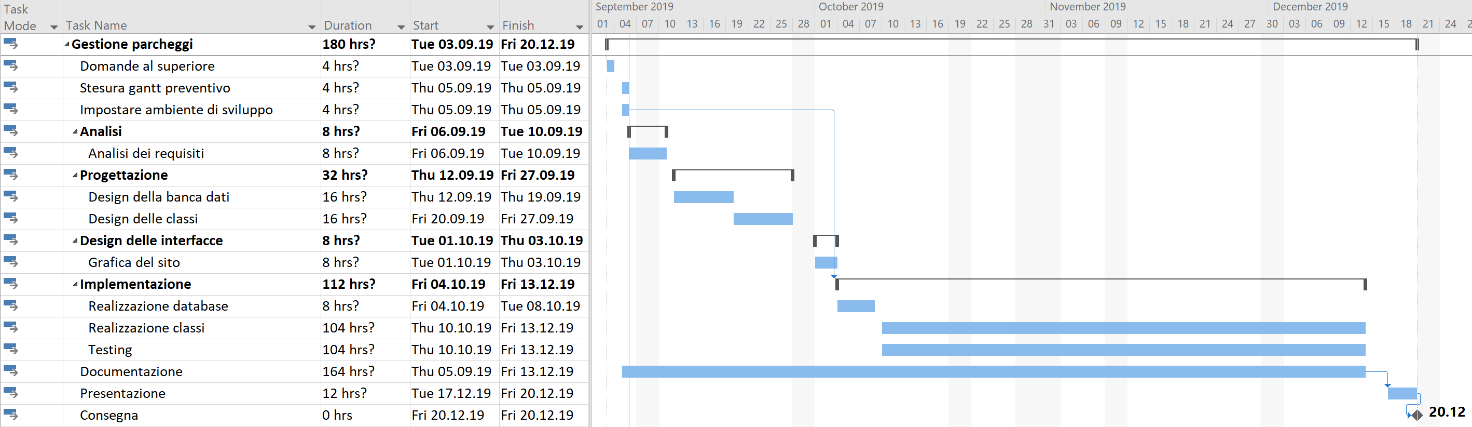 September 2019 October 2019 November 2019 December 2019
Task Mode Task Name Duration Start Finish
01 04 07 10 13 16 19 22 25 28 01 04 07 10 13 16 19 22 25 28 31 03 06 09 12 15 18 21 24 27 30 03 06 09 12 15 18 21 24 2
Gestione parcheggi 180 hrs? Tue 03.09.19 Fri 20.12.19
Domande al superiore 4 hrs? Tue 03.09.19 Tue 03.09.19
Stesura gantt preventivo 4 hrs? Thu 05.09.19 Thu 05.09.19
Impostare ambiente di sviluppo 4 hrs? Thu 05.09.19 Thu 05.09.19
Analisi 8 hrs? Fri 06.09.19 Tue 10.09.19
Analisi dei requisiti 8 hrs? Fri 06.09.19 Tue 10.09.19
Progettazione 32 hrs? Thu 12.09.19 Fri 27.09.19
Design della banca dati 16 hrs? Thu 12.09.19 Thu 19.09.19
Design delle classi 16 hrs? Fri 20.09.19 Fri 27.09.19
Design delle interfacce 8 hrs? Tue 01.10.19 Thu 03.10.19
Grafica del sito 8 hrs? Tue 01.10.19 Thu 03.10.19
Implementazione 112 hrs? Fri 04.10.19 Fri 13.12.19
Realizzazione database 8 hrs? Fri 04.10.19 Tue 08.10.19
Realizzazione classi 104 hrs? Thu 10.10.19 Fri 13.12.19
Testing 104 hrs? Thu 10.10.19 Fri 13.12.19
Documentazione 164 hrs? Thu 05.09.19 Fri 13.12.19
Presentazione 12 hrs? Tue 17.12.19 Fri 20.12.19
Consegna 0 hrs Fri 20.12.19 Fri 20.12.19 20.12